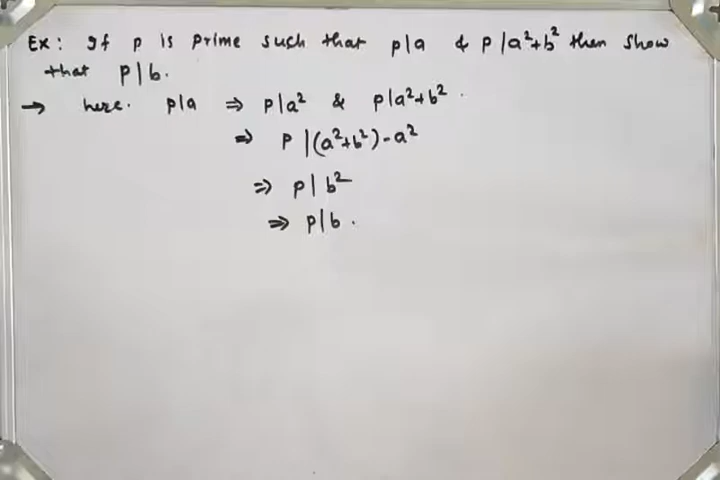 Ex: If p is prime such that p|a & p|a²+b² then show
that p|b.
→ here. p|a ⇒ p|a² & p|a²+b².
⇒ p|(a²+b²)-a²
⇒ p|b²
⇒ p|b.